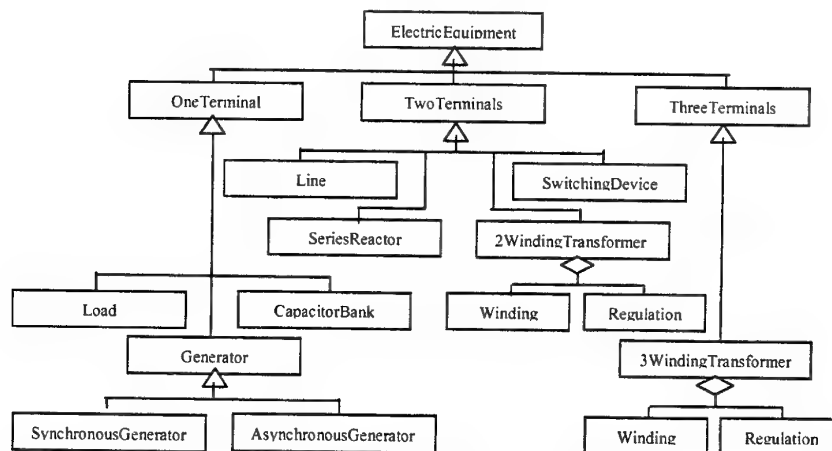 ElectricEquipment
OneTerminal
TwoTerminals
ThreeTerminals
Line
SwitchingDevice
SeriesReactor
2WindingTransformer
Load
CapacitorBank
Winding
Regulation
Generator
3WindingTransformer
SynchronousGenerator
AsynchronousGenerator
Winding
Regulation